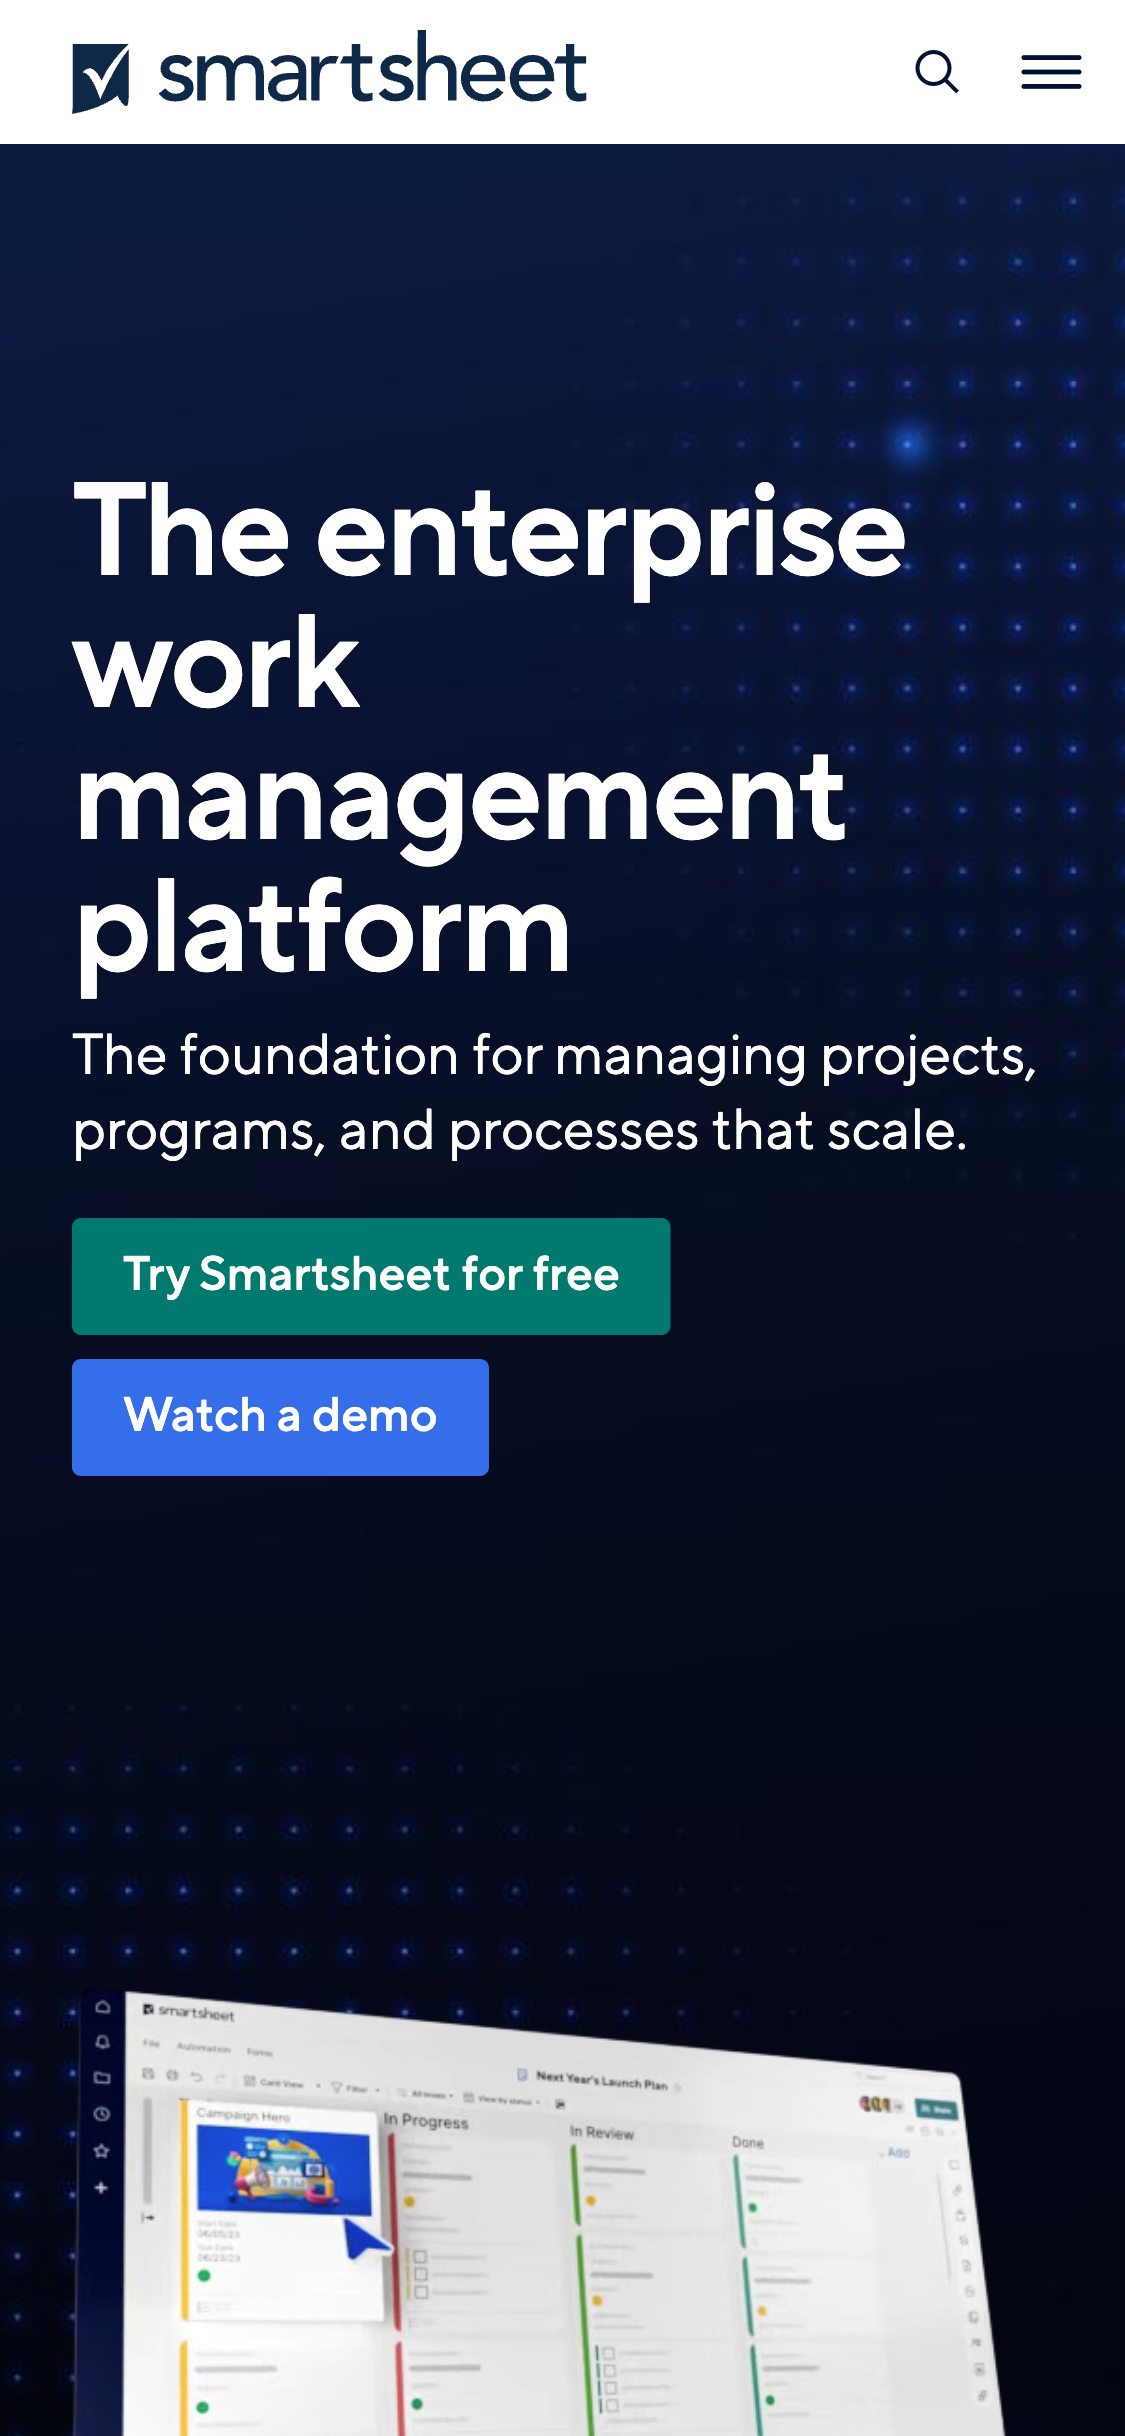 smartsheet
The enterprise
work
management
platform
The foundation for managing projects,
programs, and processes that scale.
Try Smartsheet for free
Watch a demo
smartsheet
File Automation Forms
Next Year's Launch Plan
Card View Filter All levels View by status
Share
Campaign Hero
In Progress
In Review
Done
Add
Start Date
06/05/23
Due Date
06/23/23